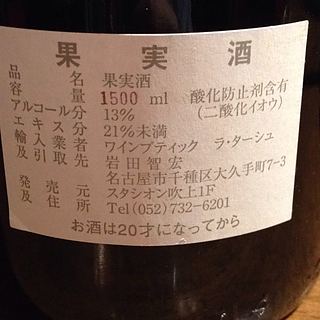 果実酒
品名 果実酒
容量 1500 ml 酸化防止剤含有
アルコール分 13% (二酸化イオウ)
エキス分 21%未満
輸入業者 ワインブティック ラ・ターシュ
及引取先 岩田智宏
名古屋市千種区大久手町7-3
発売元 スタシオン吹上1F
及住所 Tel (052) 732-6201
お酒は20才になってから